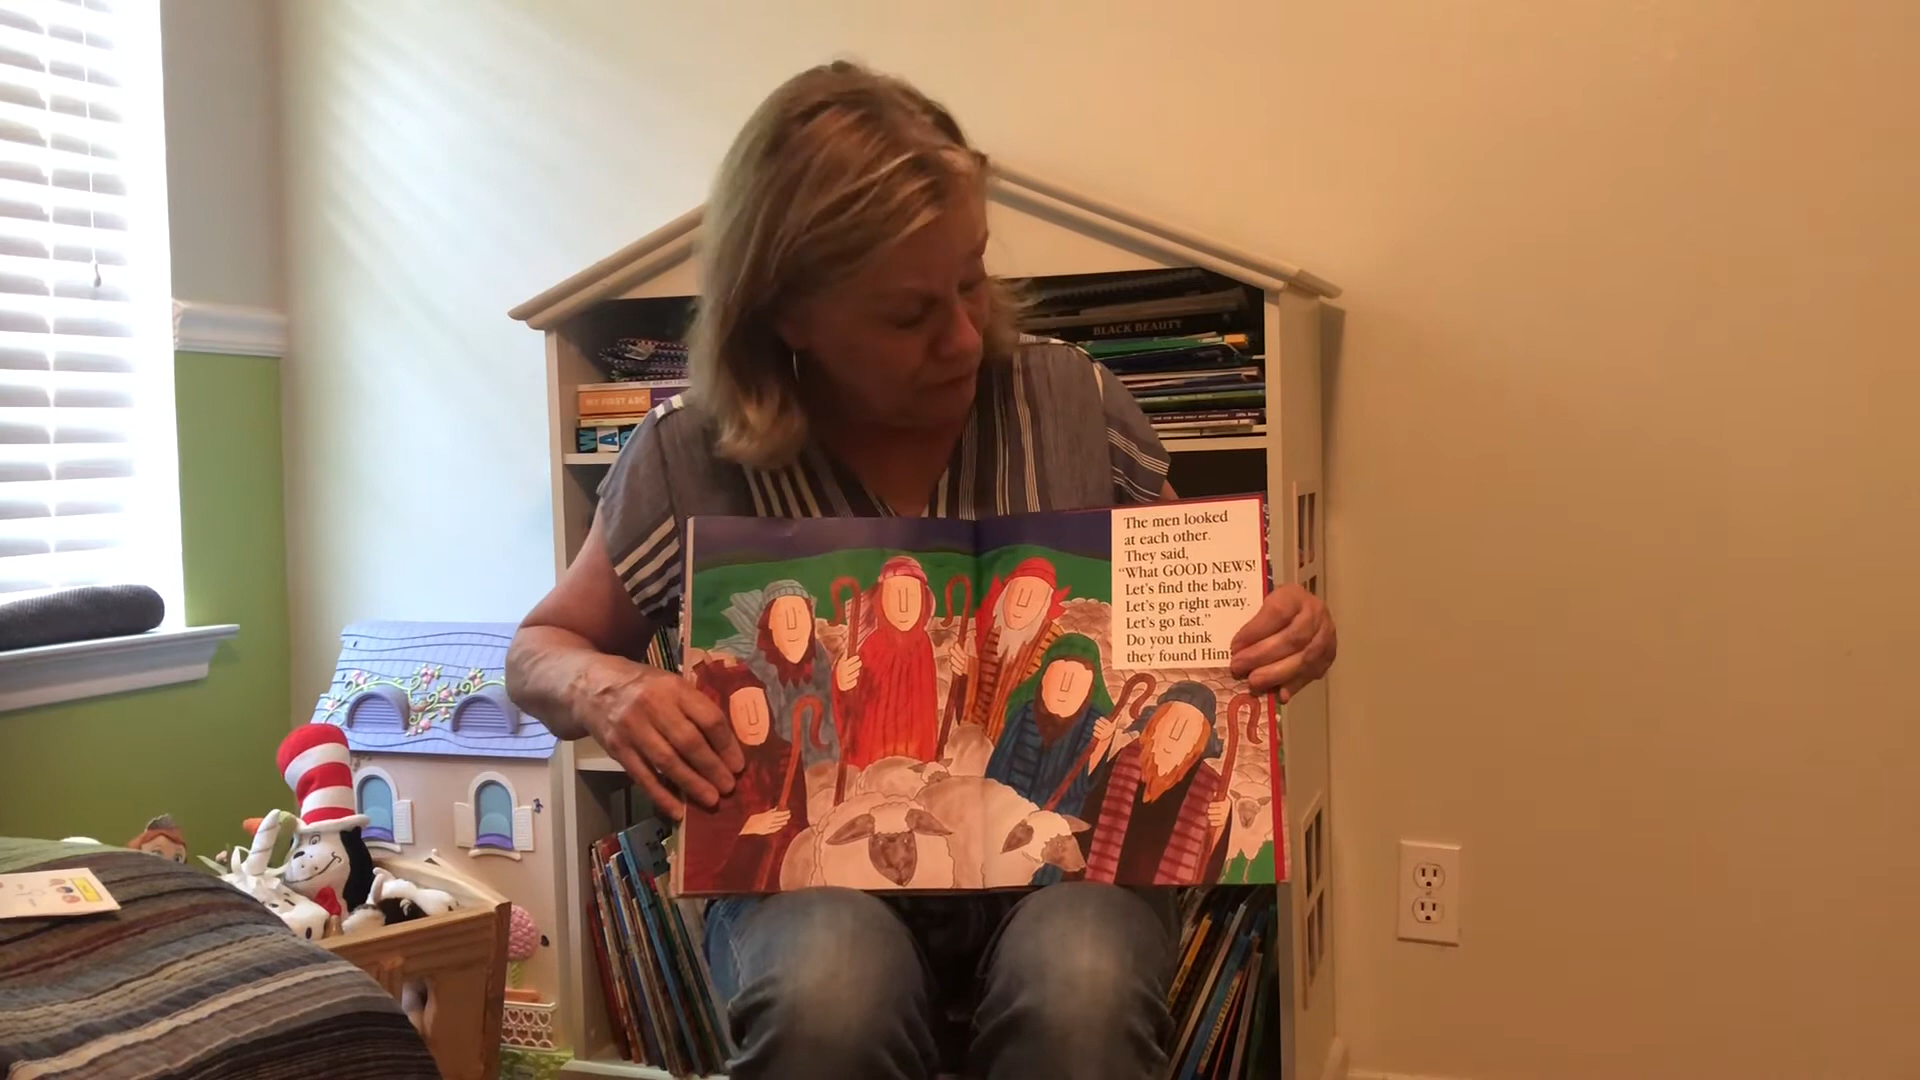 BLACK BEAUTY
MY FIRST ABC
WA
The men looked
at each other.
They said,
"What GOOD NEWS!
Let's find the baby.
Let's go right away.
Let's go fast."
Do you think
they found Him